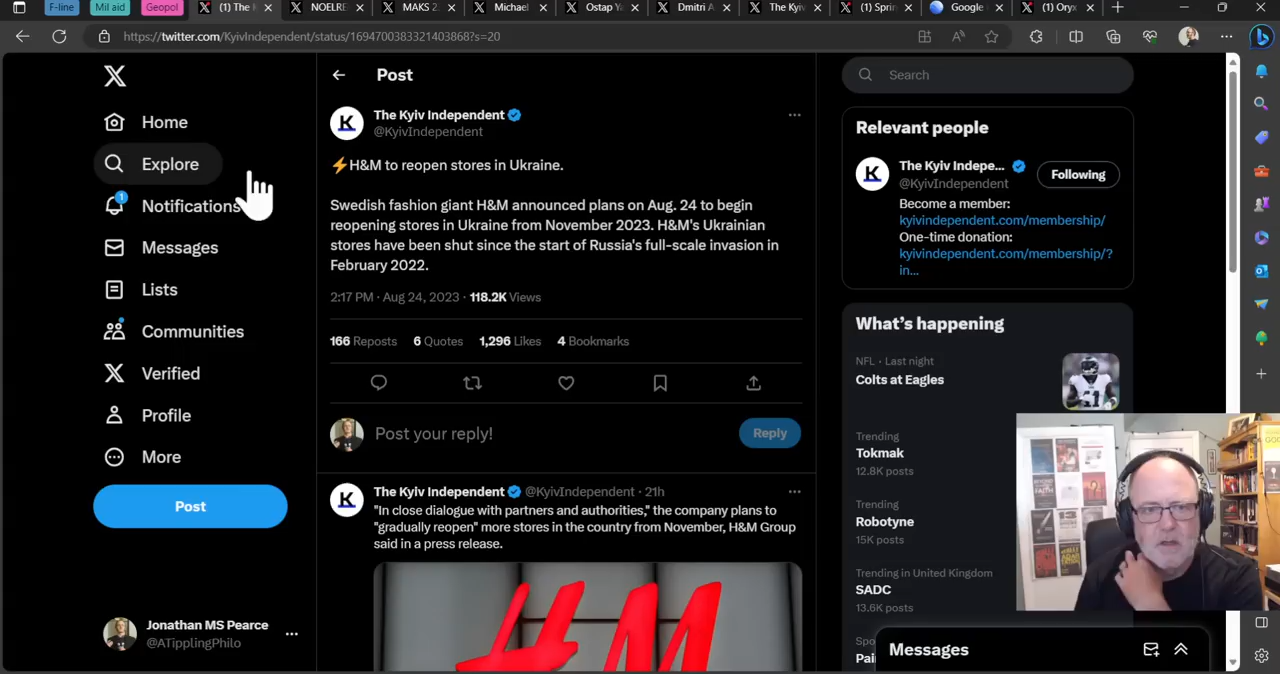 F-line
Mil aid
Geopol
(1) The
NOELRE
MAKS 2
Michael
Ostap Y
Dmitri A
The Kyiv
(1) Sprin
Google
(1) Oryx
https://twitter.com/KyivIndependent/status/1694700383321403868?s=20
Home
Explore
Notifications
1
Messages
Lists
Communities
Verified
Profile
More
Post
Jonathan MS Pearce
@ATipplingPhilo
Post
The Kyiv Independent
@KyivIndependent
⚡H&M to reopen stores in Ukraine.
Swedish fashion giant H&M announced plans on Aug. 24 to begin
reopening stores in Ukraine from November 2023. H&M's Ukrainian
stores have been shut since the start of Russia's full-scale invasion in
February 2022.
2:17 PM · Aug 24, 2023 · 118.2K Views
166 Reposts 6 Quotes 1,296 Likes 4 Bookmarks
Post your reply!
Reply
The Kyiv Independent @KyivIndependent · 21h
"In close dialogue with partners and authorities," the company plans to
"gradually reopen" more stores in the country from November, H&M Group
said in a press release.
H&M
Search
Relevant people
The Kyiv Indepe...
@KyivIndependent
Following
Become a member:
kyivindependent.com/membership/
One-time donation:
kyivindependent.com/membership/?
in...
What's happening
NFL · Last night
Colts at Eagles
Trending
Tokmak
12.8K posts
Trending
Robotyne
15K posts
Trending in United Kingdom
SADC
13.6K posts
Spo
Pai
Messages